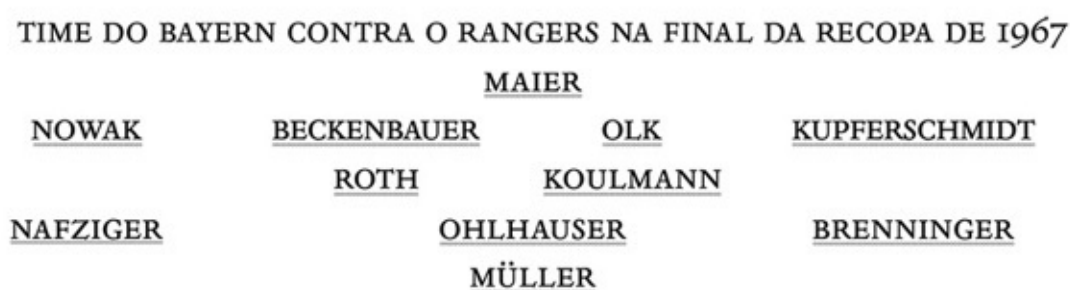 TIME DO BAYERN CONTRA O RANGERS NA FINAL DA RECOPA DE 1967
MAIER
NOWAK BECKENBAUER OLK KUPFERSCHMIDT
ROTH KOULMANN
NAFZIGER OHLHAUSER BRENNINGER
MÜLLER